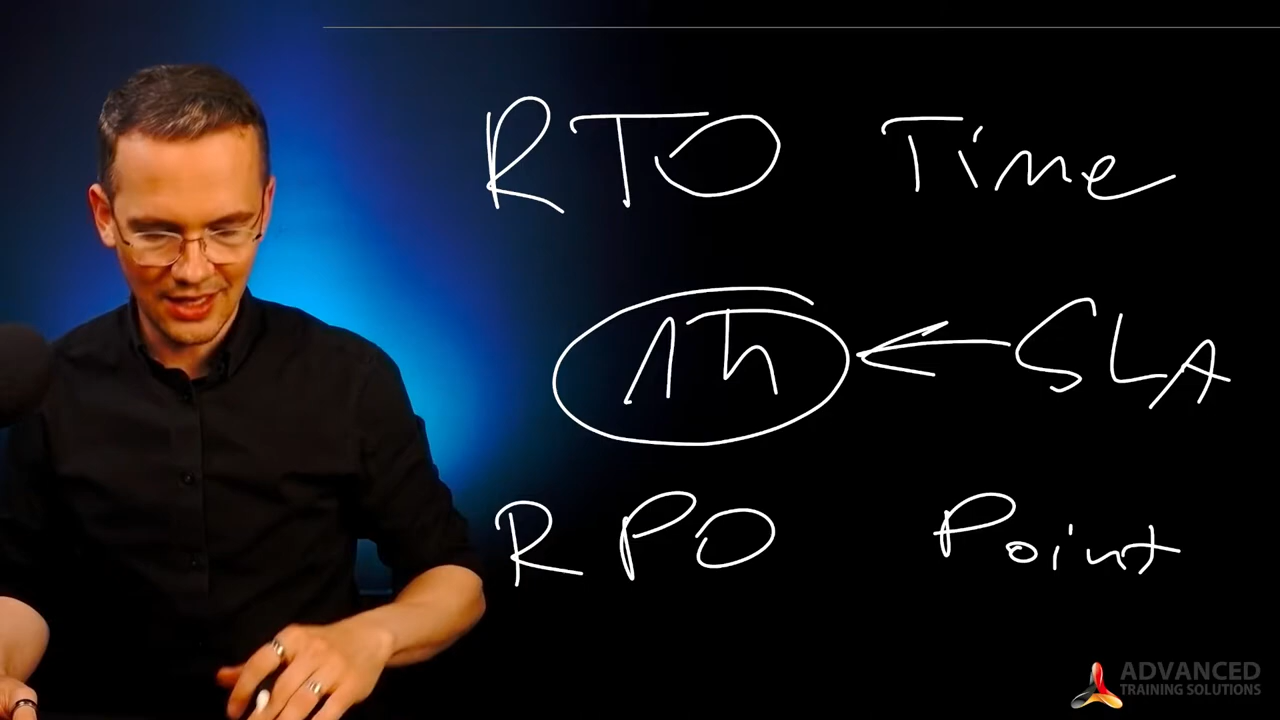 RTO Time
1h ← SLA
RPO Point
ADVANCED
TRAINING SOLUTIONS